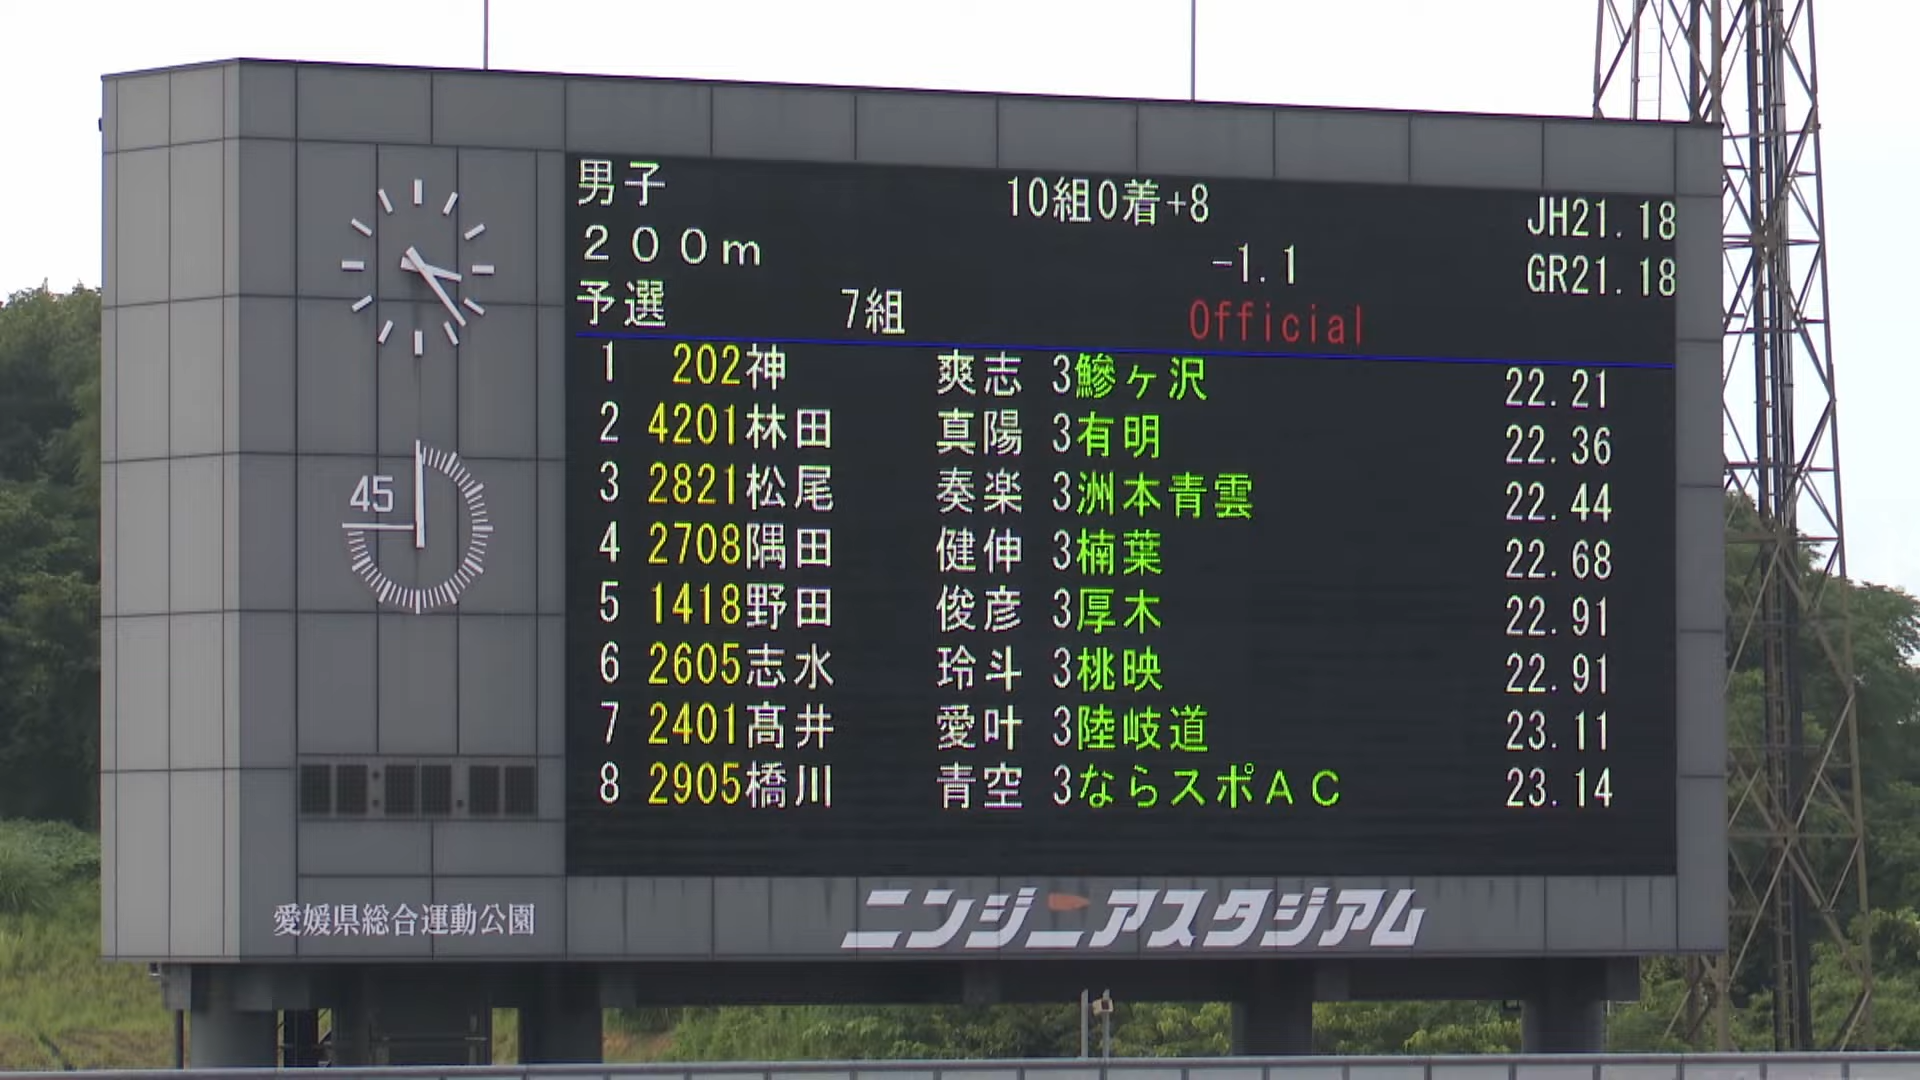 男子 10組0着+8 JH21.18
200m -1.1 GR21.18
予選 7組 Official
1 202神 爽志 3鰺ヶ沢 22.21
2 4201林田 真陽 3有明 22.36
3 2821松尾 奏楽 3洲本青雲 22.44
4 2708隅田 健伸 3楠葉 22.68
5 1418野田 俊彦 3厚木 22.91
6 2605志水 玲斗 3桃映 22.91
7 2401髙井 愛叶 3陸岐道 23.11
8 2905橋川 青空 3ならスポAC 23.14
45
愛媛県総合運動公園
ニンジニアスタジアム